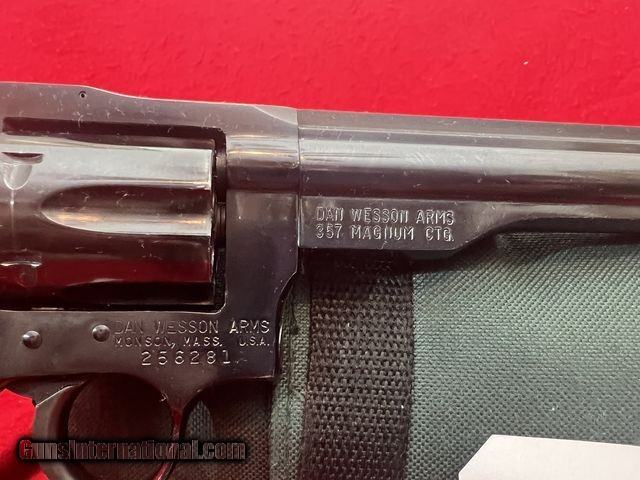 DAN WESSON ARMS
357 MAGNUM CTG.
DAN WESSON ARMS
MONSON, MASS. U.S.A.
256281
GunsInternational.com